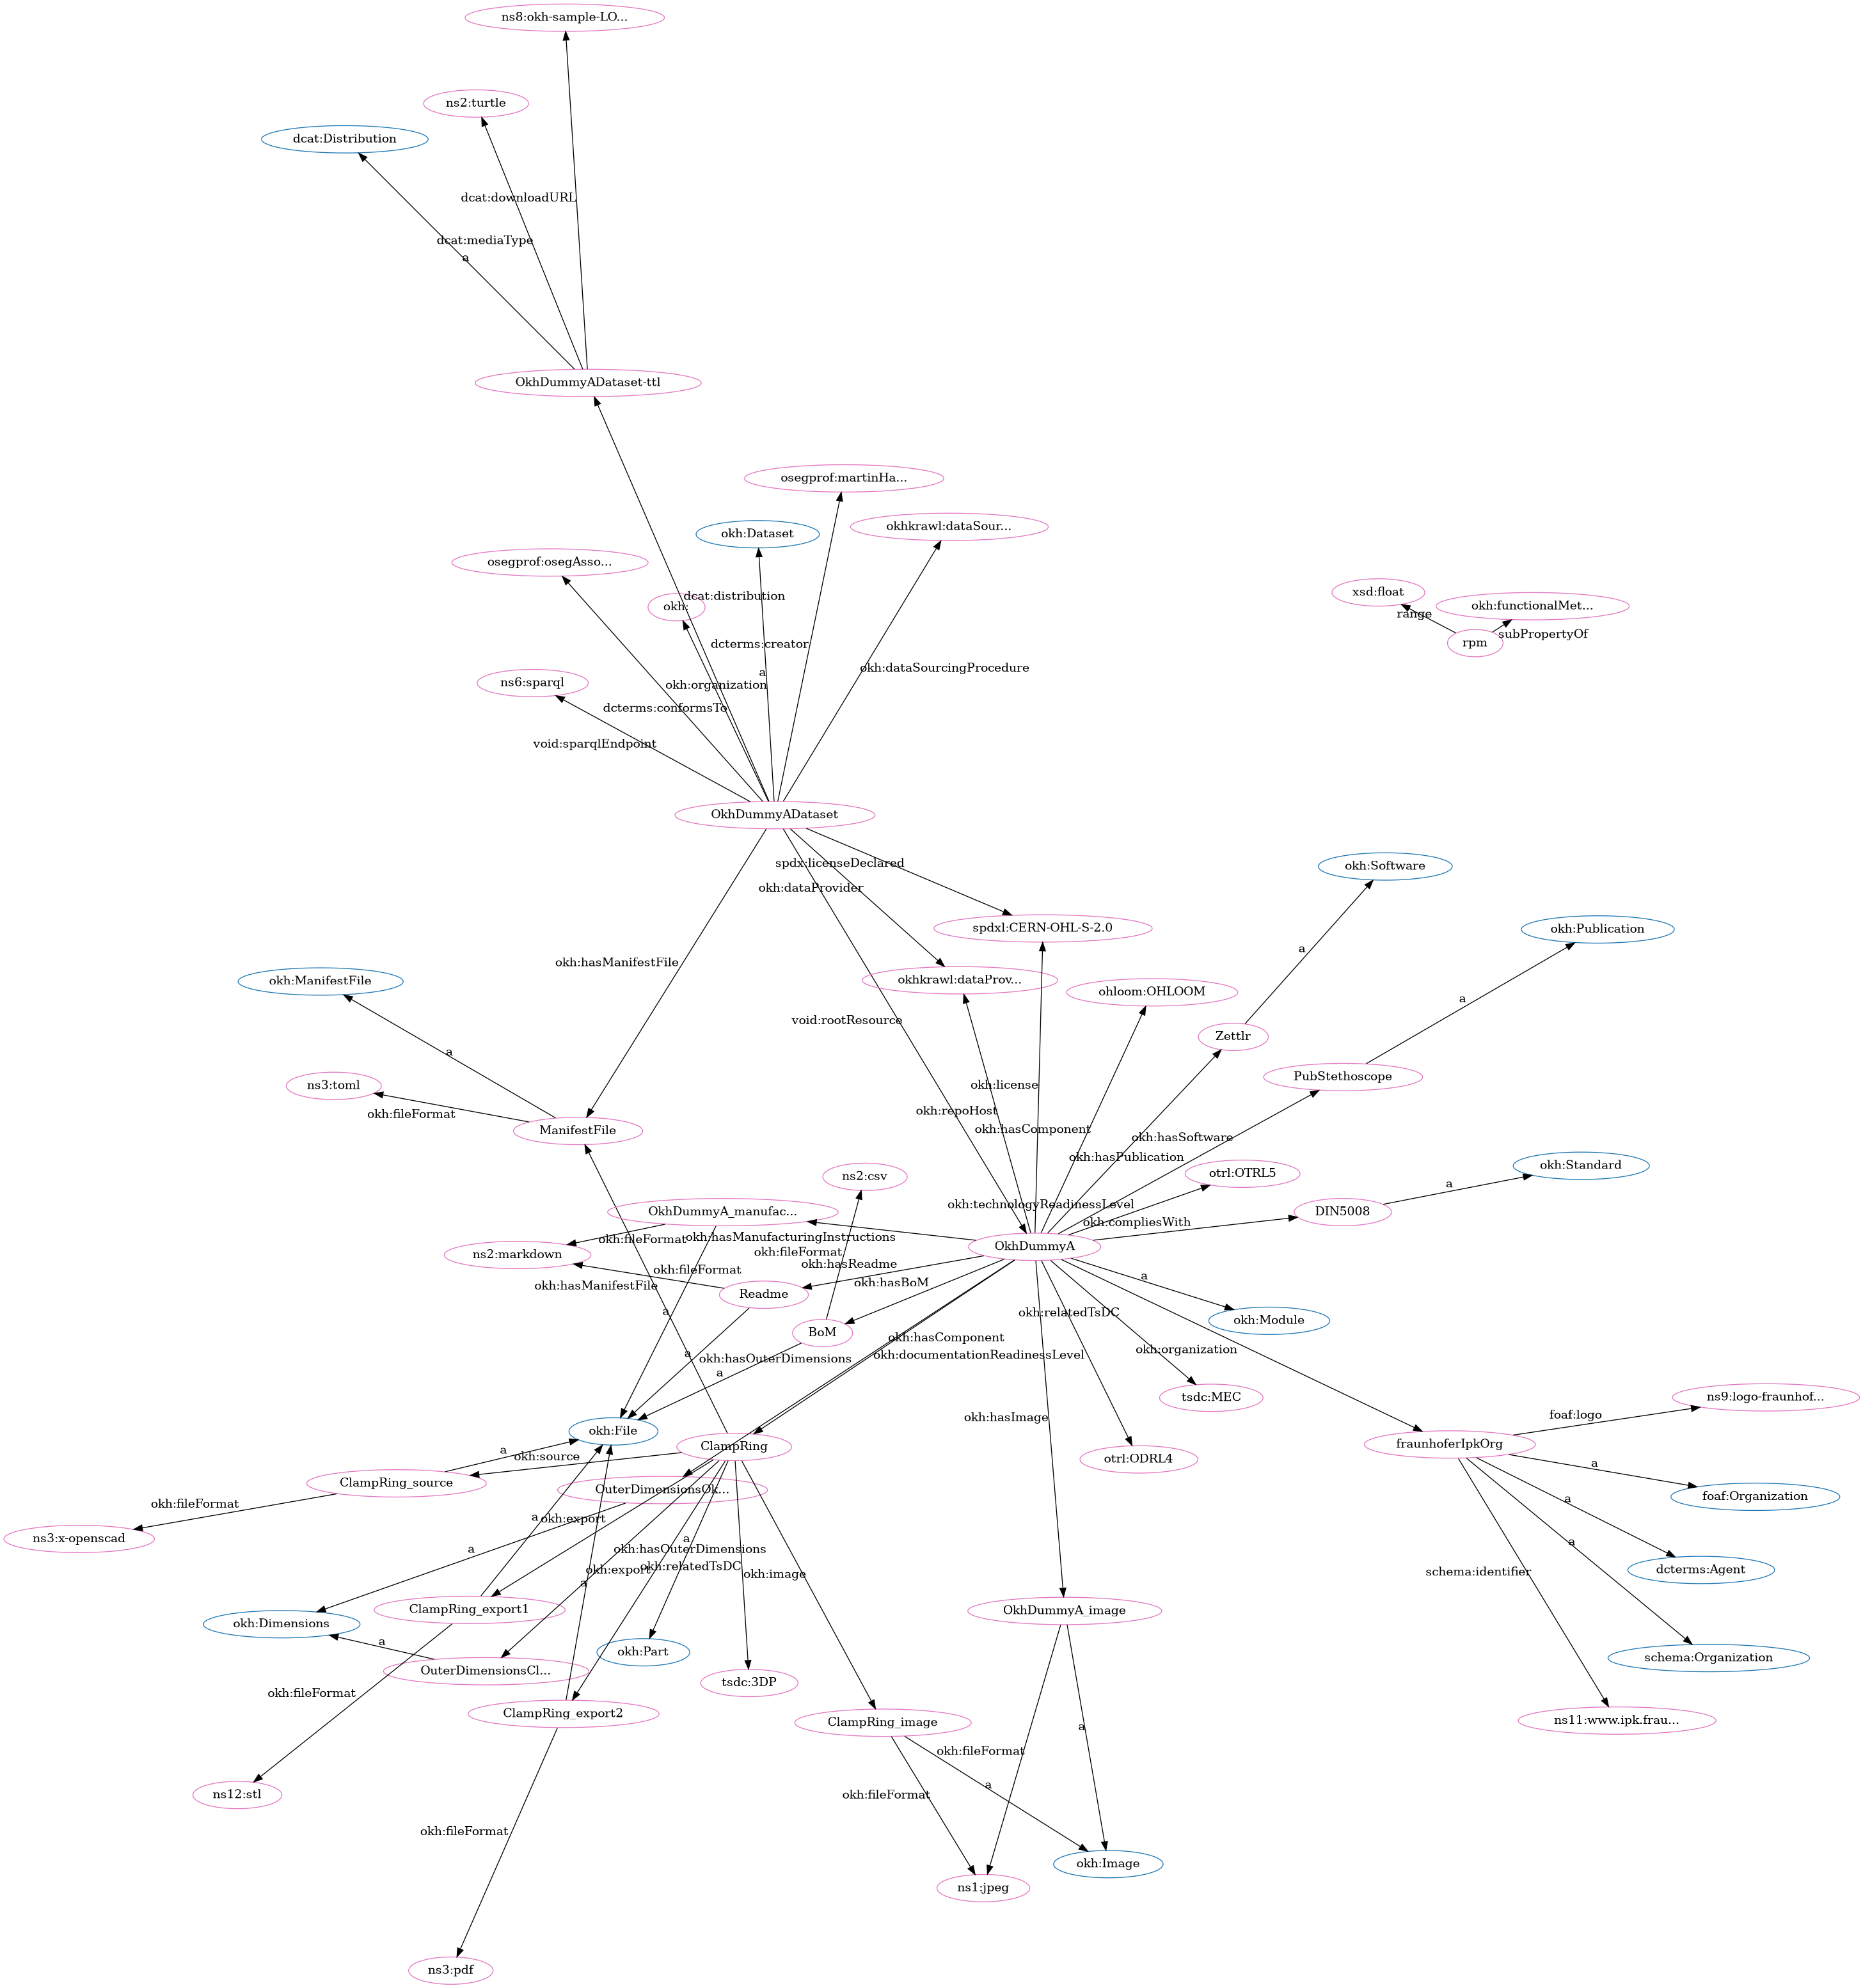 ns8:okh-sample-LO...
ns2:turtle
dcat:Distribution
dcat:downloadURL
dcat:mediaType
a
OkhDummyADataset-ttl
osegprof:martinHa...
okhkrawl:dataSour...
okh:Dataset
osegprof:osegAsso...
xsd:float
okh:functionalMet...
okh:
dcat:distribution
range
subPropertyOf
rpm
dcterms:creator
okh:dataSourcingProcedure
a
ns6:sparql
okh:organization
dcterms:conformsTo
void:sparqlEndpoint
OkhDummyADataset
spdx:licenseDeclared
okh:Software
okh:dataProvider
spdxl:CERN-OHL-S-2.0
okh:Publication
a
okh:hasManifestFile
okh:ManifestFile
okhkrawl:dataProv...
ohloom:OHLOOM
a
void:rootResource
Zettlr
a
PubStethoscope
ns3:toml
okh:license
okh:fileFormat
okh:repoHost
ManifestFile
okh:hasComponent
okh:hasSoftware
okh:hasPublication
okh:Standard
ns2:csv
otrl:OTRL5
a
okh:technologyReadinessLevel
OkhDummyA_manufac...
DIN5008
okh:compliesWith
okh:hasManufacturingInstructions
okh:fileFormat
OkhDummyA
okh:fileFormat
ns2:markdown
okh:hasReadme
okh:fileFormat
a
okh:hasBoM
okh:hasManifestFile
Readme
a
okh:relatedTsDC
okh:Module
BoM
okh:hasComponent
okh:organization
a
okh:hasOuterDimensions
okh:documentationReadinessLevel
a
tsdc:MEC
ns9:logo-fraunhof...
foaf:logo
okh:hasImage
okh:File
ClampRing
fraunhoferIpkOrg
a
okh:source
otrl:ODRL4
a
ClampRing_source
OuterDimensionsOk...
foaf:Organization
okh:fileFormat
a
a
okh:export
ns3:x-openscad
a
a
okh:hasOuterDimensions
a
okh:relatedTsDC
okh:export
dcterms:Agent
schema:identifier
okh:image
a
ClampRing_export1
OkhDummyA_image
okh:Dimensions
a
okh:Part
schema:Organization
OuterDimensionsCl...
tsdc:3DP
okh:fileFormat
ClampRing_export2
ns11:www.ipk.frau...
ClampRing_image
a
okh:fileFormat
a
ns12:stl
okh:fileFormat
okh:fileFormat
okh:Image
ns1:jpeg
ns3:pdf